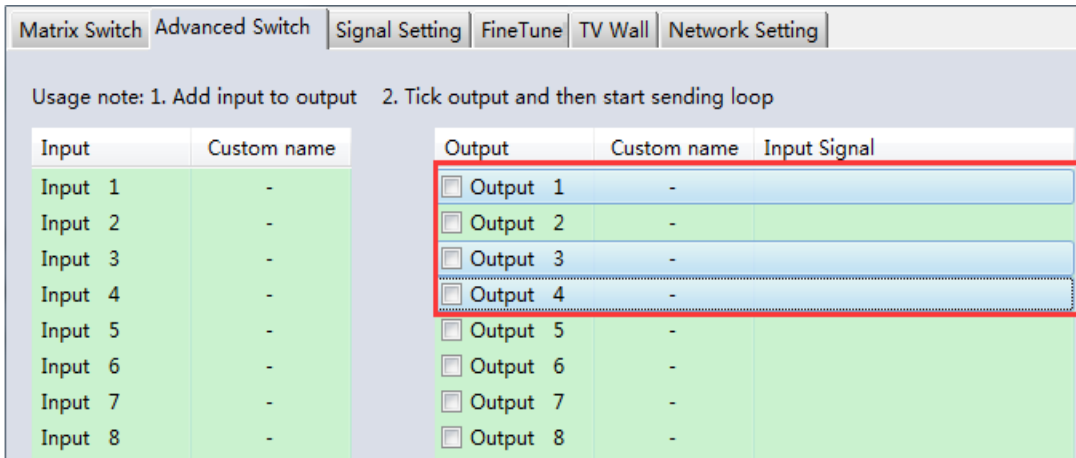 Matrix Switch Advanced Switch Signal Setting FineTune TV Wall Network Setting
Usage note: 1. Add input to output 2. Tick output and then start sending loop
Input Custom name Output Custom name Input Signal
Input 1 - Output 1 -
Input 2 - Output 2 -
Input 3 - Output 3 -
Input 4 - Output 4 -
Input 5 - Output 5 -
Input 6 - Output 6 -
Input 7 - Output 7 -
Input 8 - Output 8 -